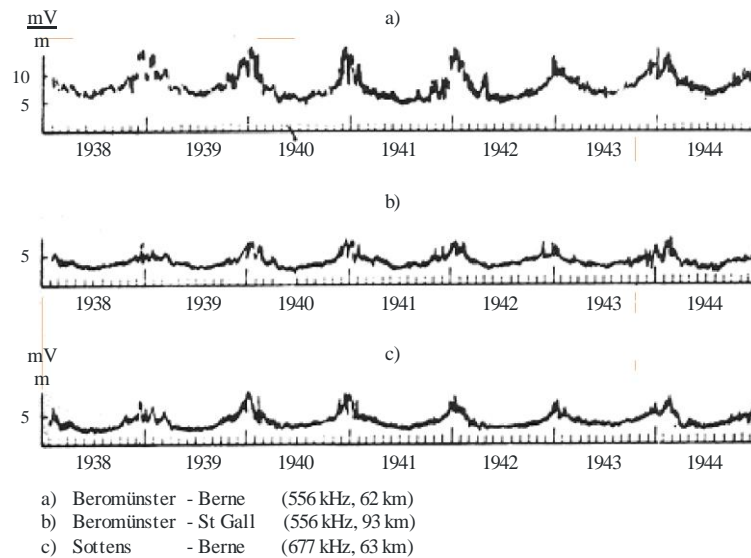 mV
m
a)
10
5
1938 1939 1940 1941 1942 1943 1944
b)
5
1938 1939 1940 1941 1942 1943 1944
mV
m
c)
5
1938 1939 1940 1941 1942 1943 1944
a) Beromünster - Berne (556 kHz, 62 km)
b) Beromünster - St Gall (556 kHz, 93 km)
c) Sottens - Berne (677 kHz, 63 km)